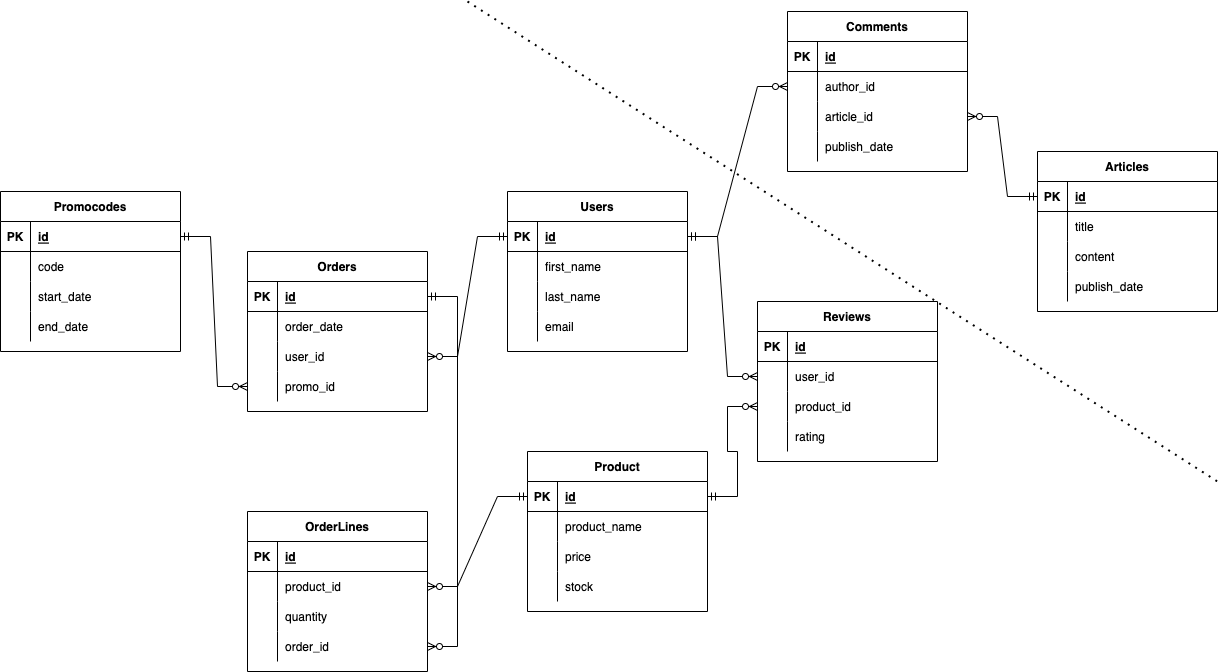 Comments
PK id
author_id
article_id
publish_date
Articles
PK id
title
content
publish_date
Promocodes
PK id
code
start_date
end_date
Users
PK id
first_name
last_name
email
Orders
PK id
order_date
user_id
promo_id
Reviews
PK id
user_id
product_id
rating
Product
PK id
product_name
price
stock
OrderLines
PK id
product_id
quantity
order_id